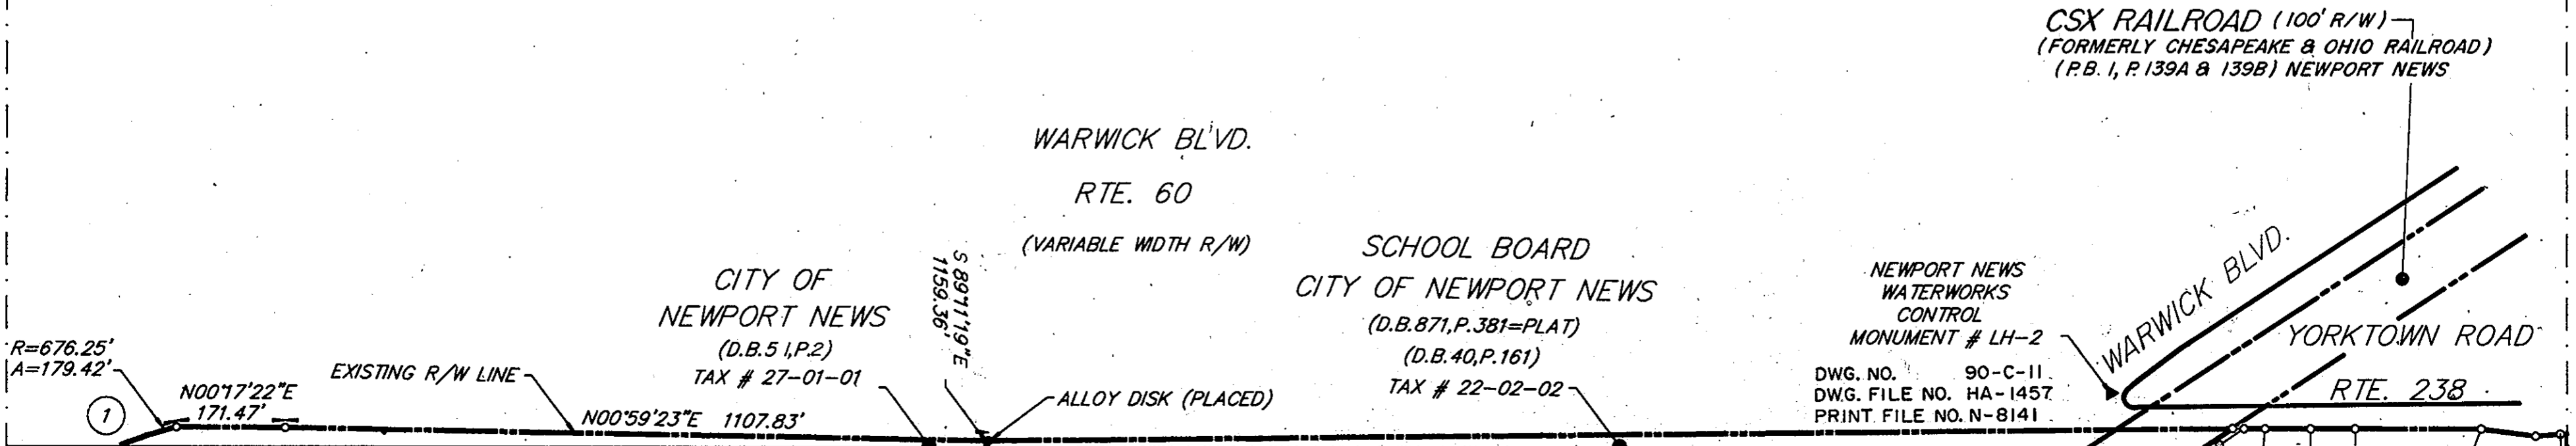 CSX RAILROAD (100' R/W)
(FORMERLY CHESAPEAKE & OHIO RAILROAD)
(P.B. 1, P. 139A & 139B) NEWPORT NEWS
WARWICK BLVD.
RTE. 60
(VARIABLE WIDTH R/W)
CITY OF
NEWPORT NEWS
(D.B.51,P.2)
TAX # 27-01-01
S 89°11'19"E
1159.36'
SCHOOL BOARD
CITY OF NEWPORT NEWS
(D.B.871,P.381=PLAT)
(D.B.40,P.161)
TAX # 22-02-02
NEWPORT NEWS
WATERWORKS
CONTROL
MONUMENT # LH-2
WARWICK BLVD.
YORKTOWN ROAD
RTE. 238
DWG. NO. 90-C-11
DWG. FILE NO. HA-1457
PRINT FILE NO. N-8141
R=676.25'
A=179.42'
1
N00°17'22"E
171.47'
EXISTING R/W LINE
N00°59'23"E 1107.83'
ALLOY DISK (PLACED)